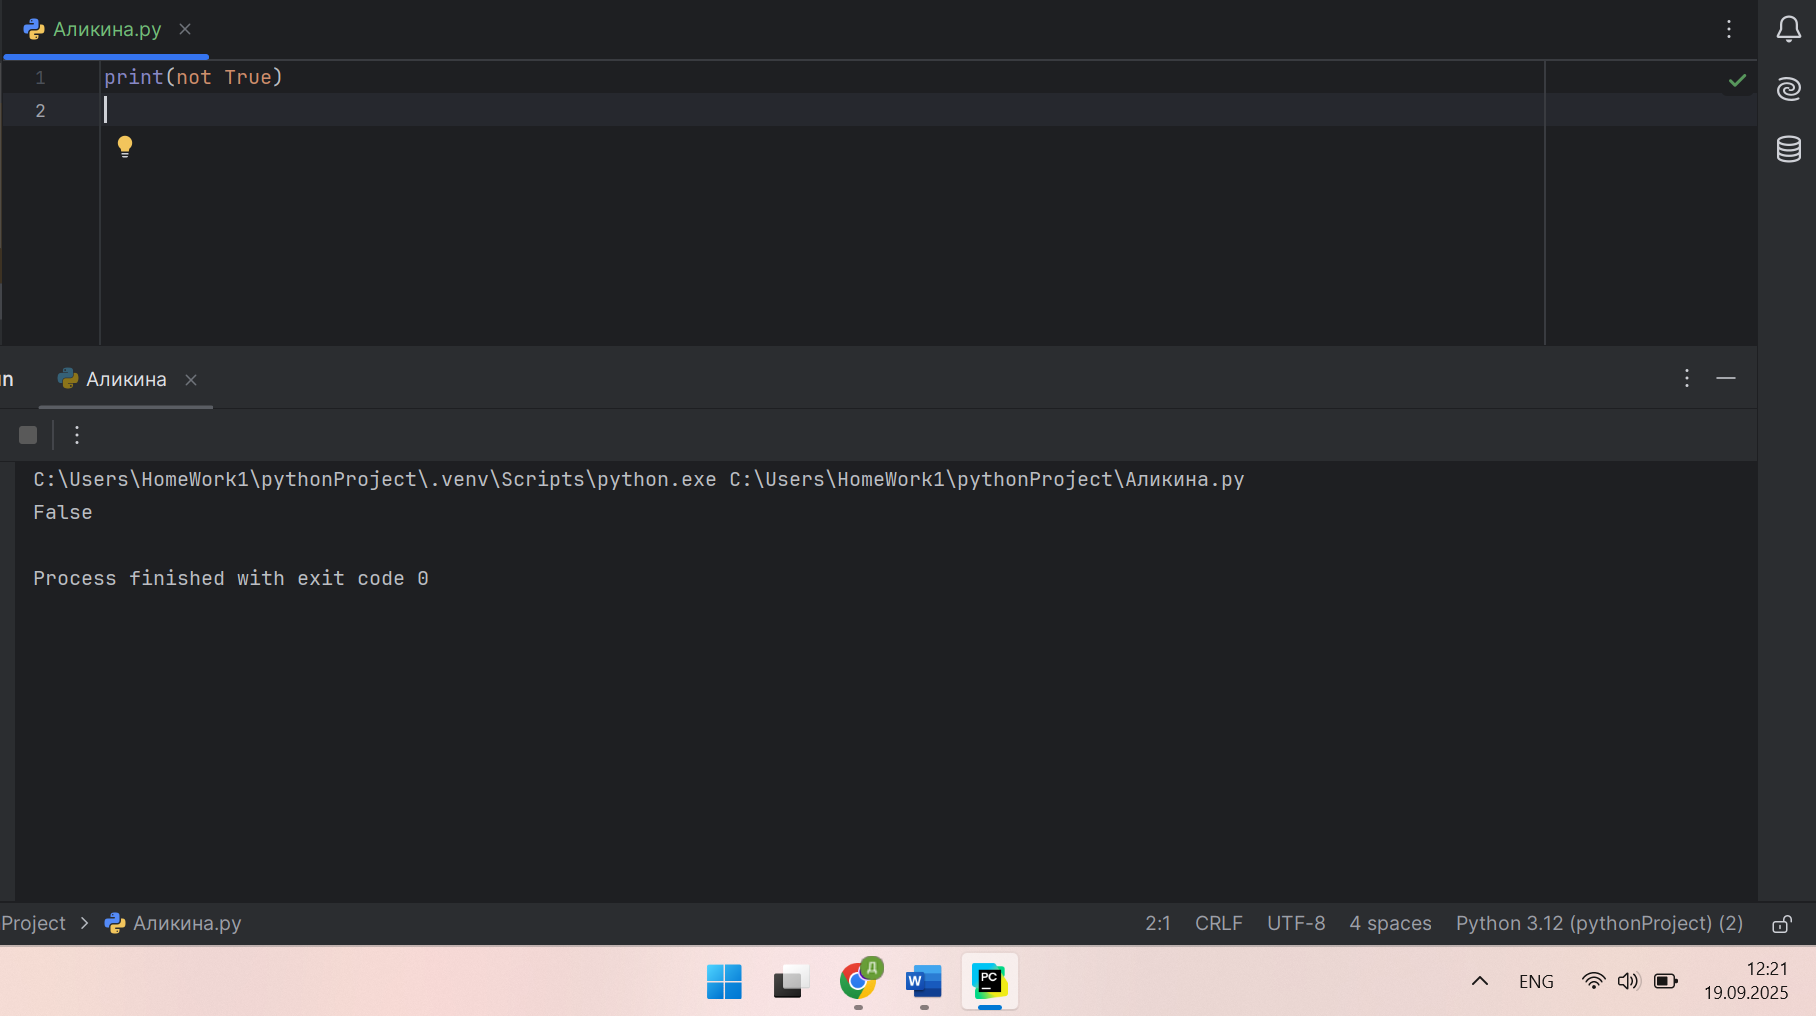 Аликина.py
1 print(not True)
2
un Аликина
C:\Users\HomeWork1\pythonProject\.venv\Scripts\python.exe C:\Users\HomeWork1\pythonProject\Аликина.py
False
Process finished with exit code 0
Project > Аликина.py 2:1 CRLF UTF-8 4 spaces Python 3.12 (pythonProject) (2)
Д W PC ENG 12:21
19.09.2025